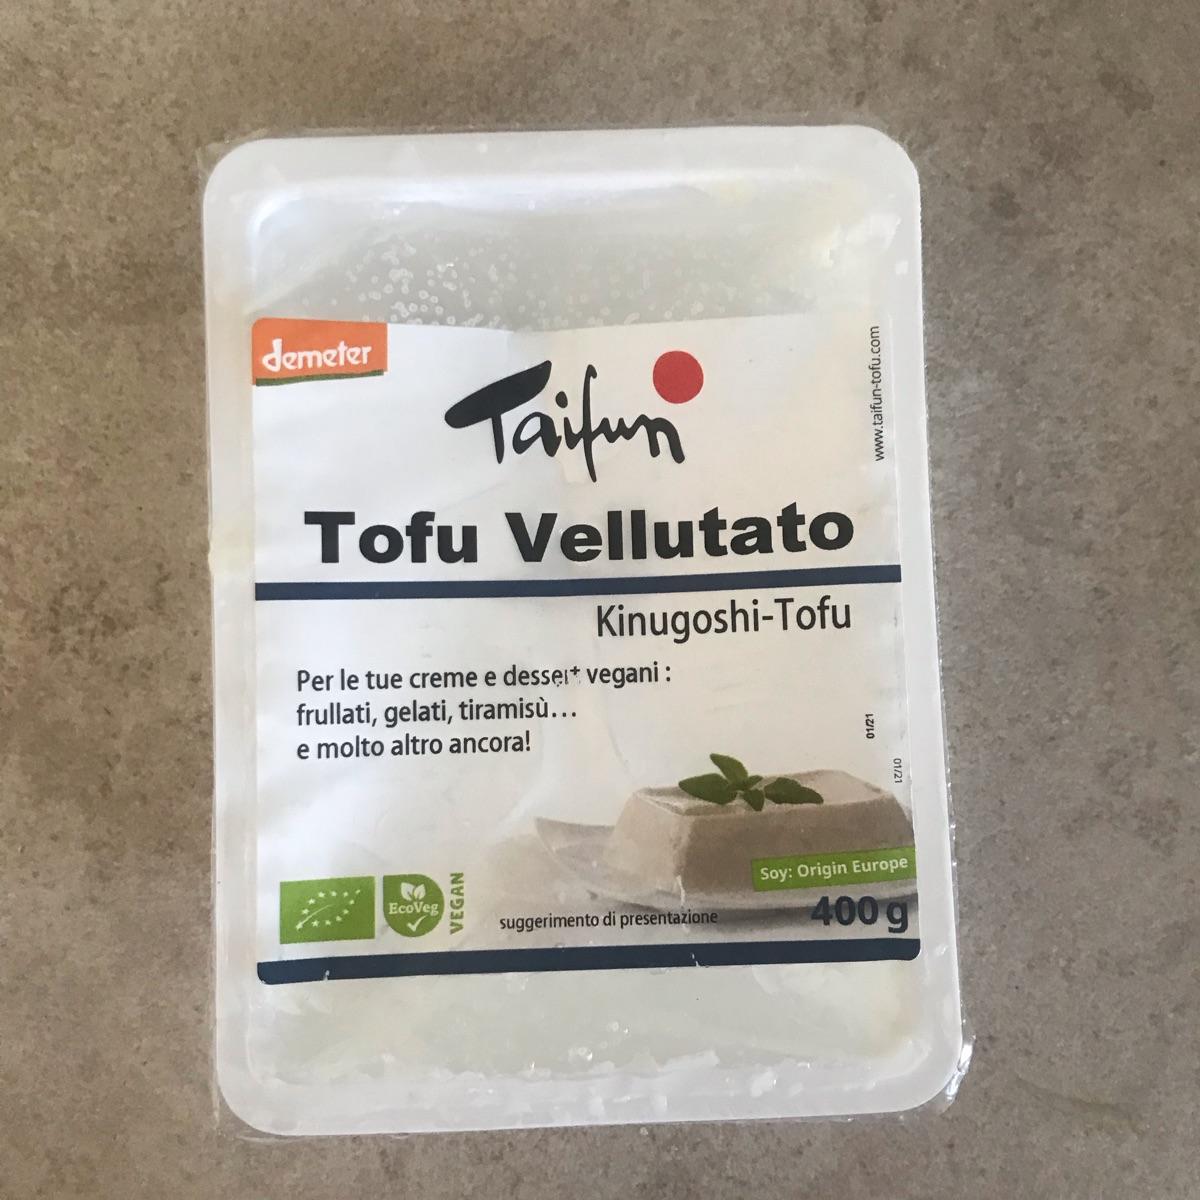 demeter
Taifun
www.taifun-tofu.com
Tofu Vellutato
Kinugoshi-Tofu
Per le tue creme e dessert vegani :
frullati, gelati, tiramisù...
e molto altro ancora!
01/21
01/21
Soy: Origin Europe
EcoVeg
VEGAN
suggerimento di presentazione
400 g